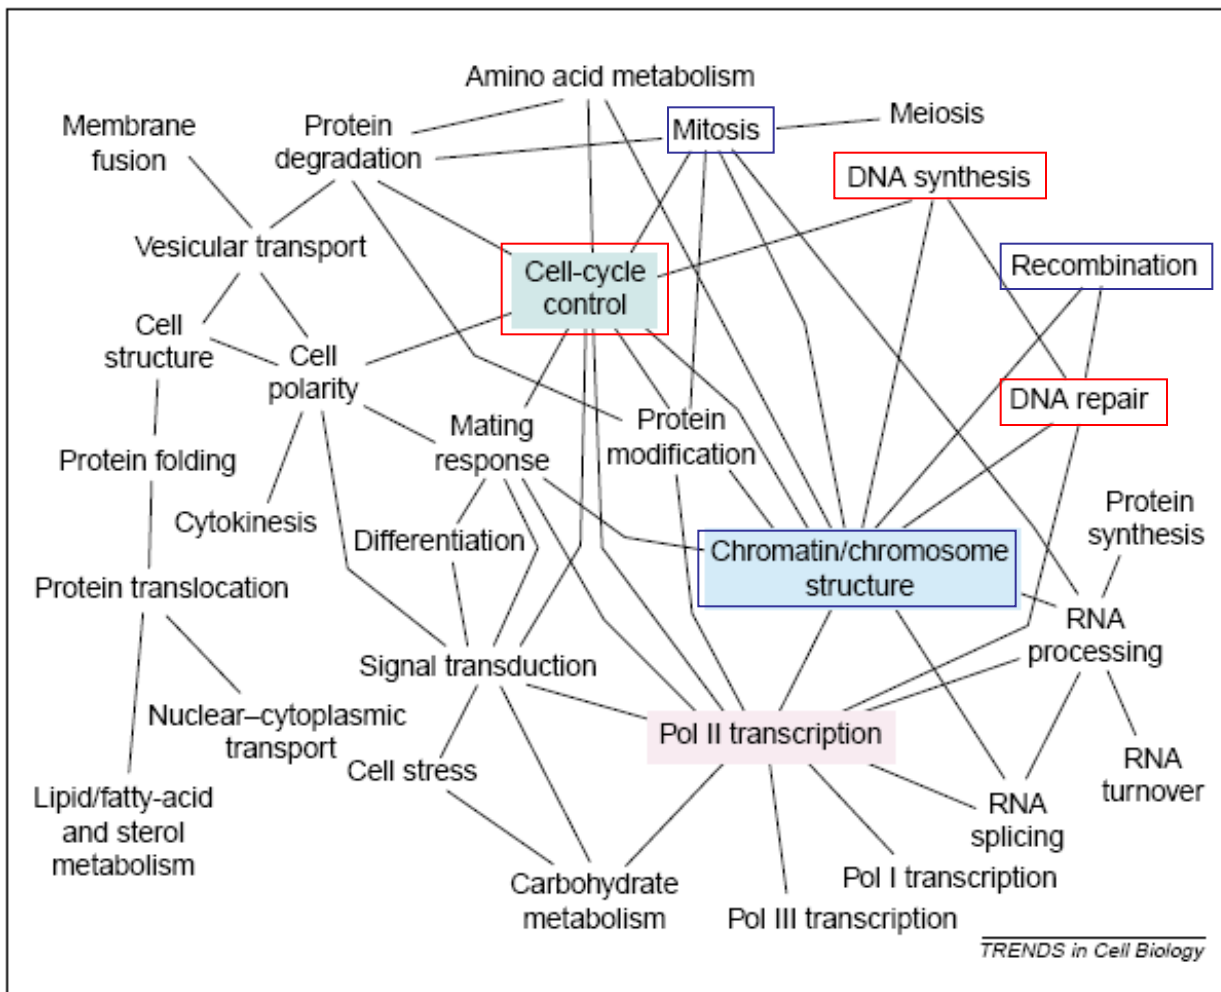 Amino acid metabolism
Membrane
fusion
Protein
degradation
Mitosis
Meiosis
DNA synthesis
Vesicular transport
Cell-cycle
control
Recombination
Cell
structure
Cell
polarity
DNA repair
Mating
response
Protein
modification
Protein folding
Cytokinesis
Differentiation
Chromatin/chromosome
structure
Protein
synthesis
Protein translocation
RNA
processing
Signal transduction
Nuclear–cytoplasmic
transport
Pol II transcription
Cell stress
RNA
turnover
Lipid/fatty-acid
and sterol
metabolism
RNA
splicing
Carbohydrate
metabolism
Pol I transcription
Pol III transcription
TRENDS in Cell Biology